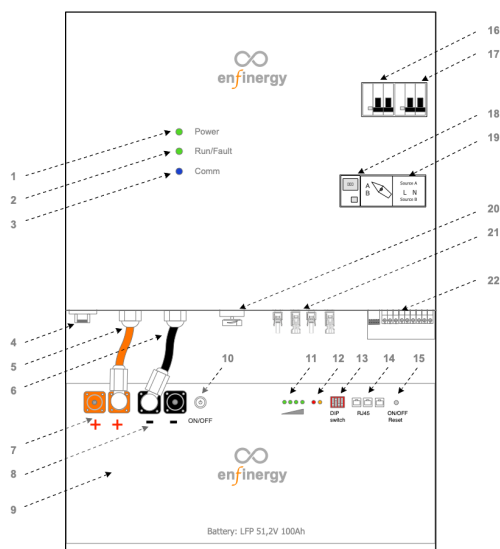 16
17
enfinergy
Power
Run/Fault
Comm
18
19
A
B
Source A
L N
Source B
1
2
3
20
21
22
4
5
6
10
11
12
13
14
15
ON/OFF
DIP
switch
RJ45
ON/OFF
Reset
7
+ +
- -
8
9
enfinergy
Battery: LFP 51,2V 100Ah